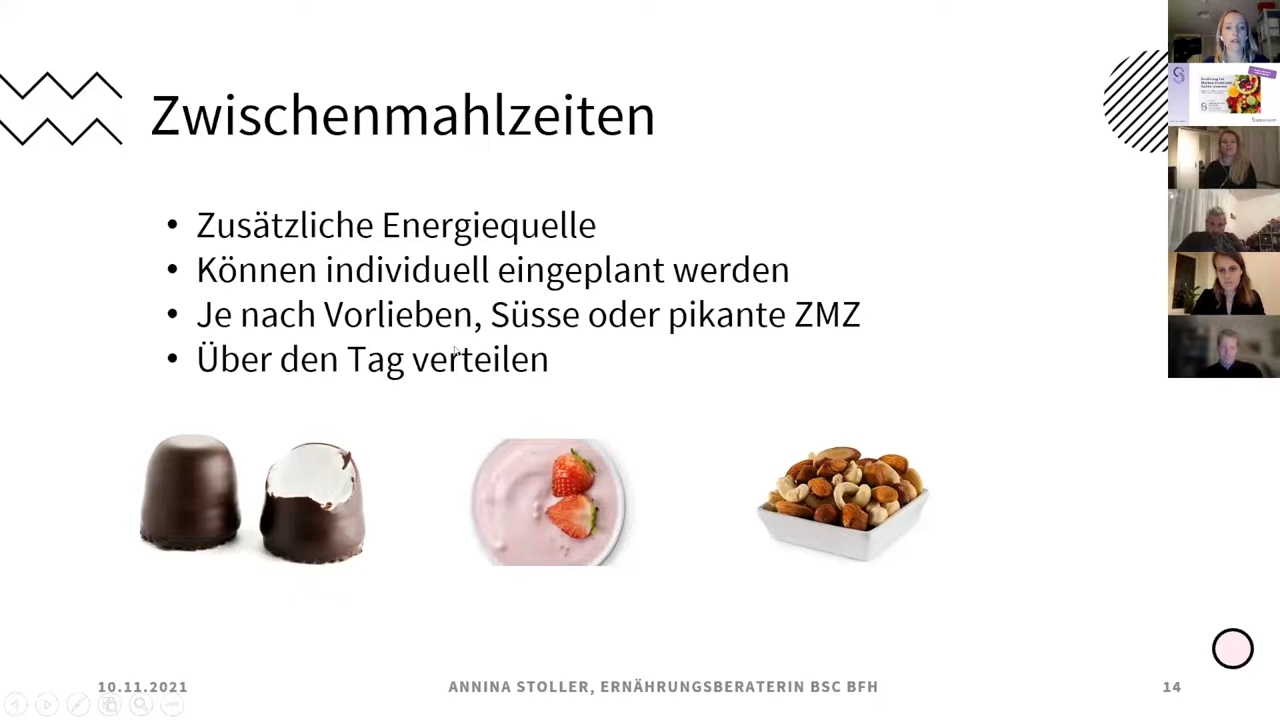 Zwischenmahlzeiten
• Zusätzliche Energiequelle
• Können individuell eingeplant werden
• Je nach Vorlieben, Süsse oder pikante ZMZ
• Über den Tag verteilen
10.11.2021
ANNINA STOLLER, ERNÄHRUNGSBERATERIN BSC BFH
14